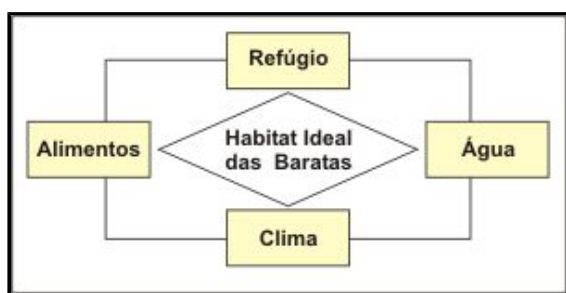 Refúgio
Alimentos
Habitat Ideal
das Baratas
Água
Clima